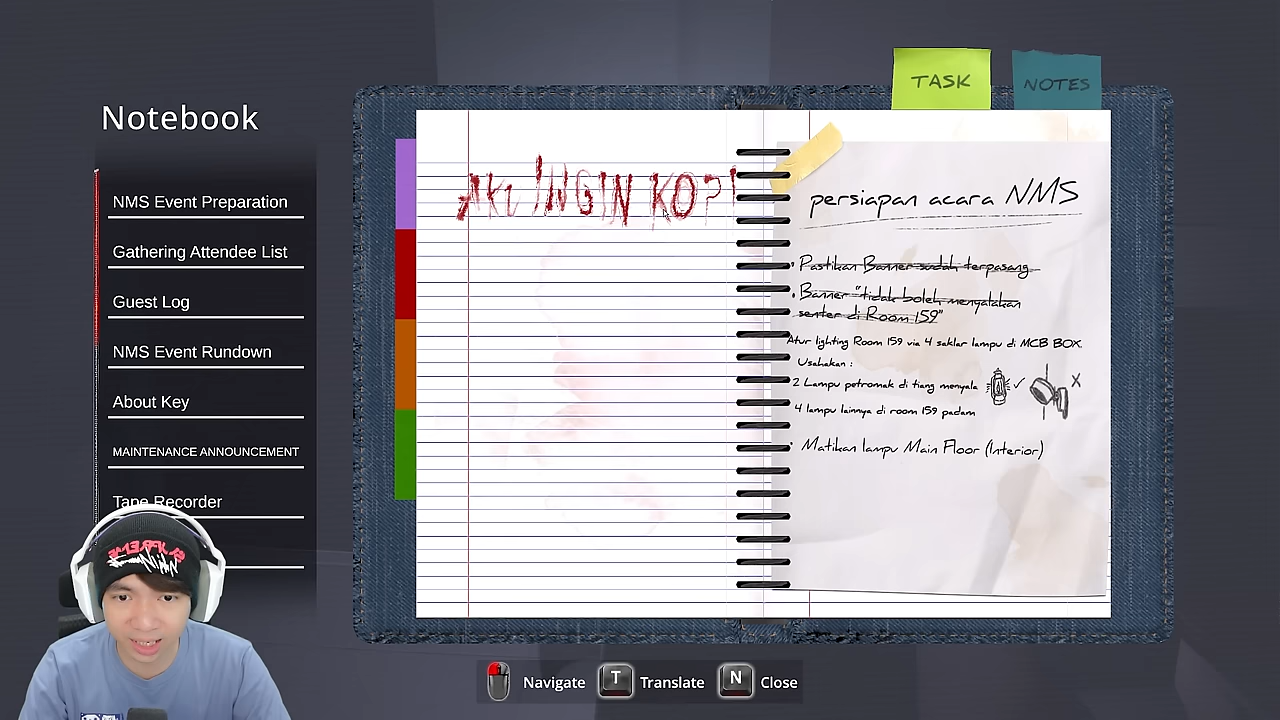 TASK
NOTES
Notebook
NMS Event Preparation
Gathering Attendee List
Guest Log
NMS Event Rundown
About Key
MAINTENANCE ANNOUNCEMENT
Tape Recorder
AKU INGIN KOPI
persiapan acara NMS
• Pastikan Banner sudah terpasang
• Banner "tidak boleh menyalakan
senter di Room 159"
Atur lighting Room 159 via 4 saklar lampu di MCB BOX.
Usahakan :
2 Lampu petromak di tiang menyala ✓ X
4 lampu lainnya di room 159 padam
• Matikan lampu Main Floor (Interior)
Navigate T Translate N Close